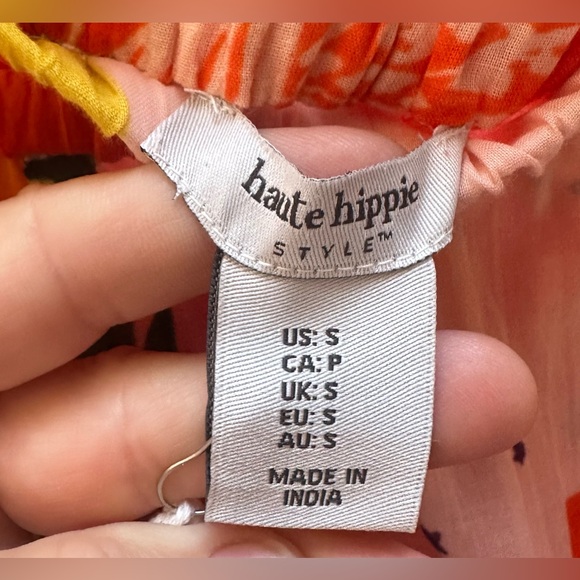 haute hippie
STYLE™
US: S
CA: P
UK: S
EU: S
AU: S
MADE IN
INDIA